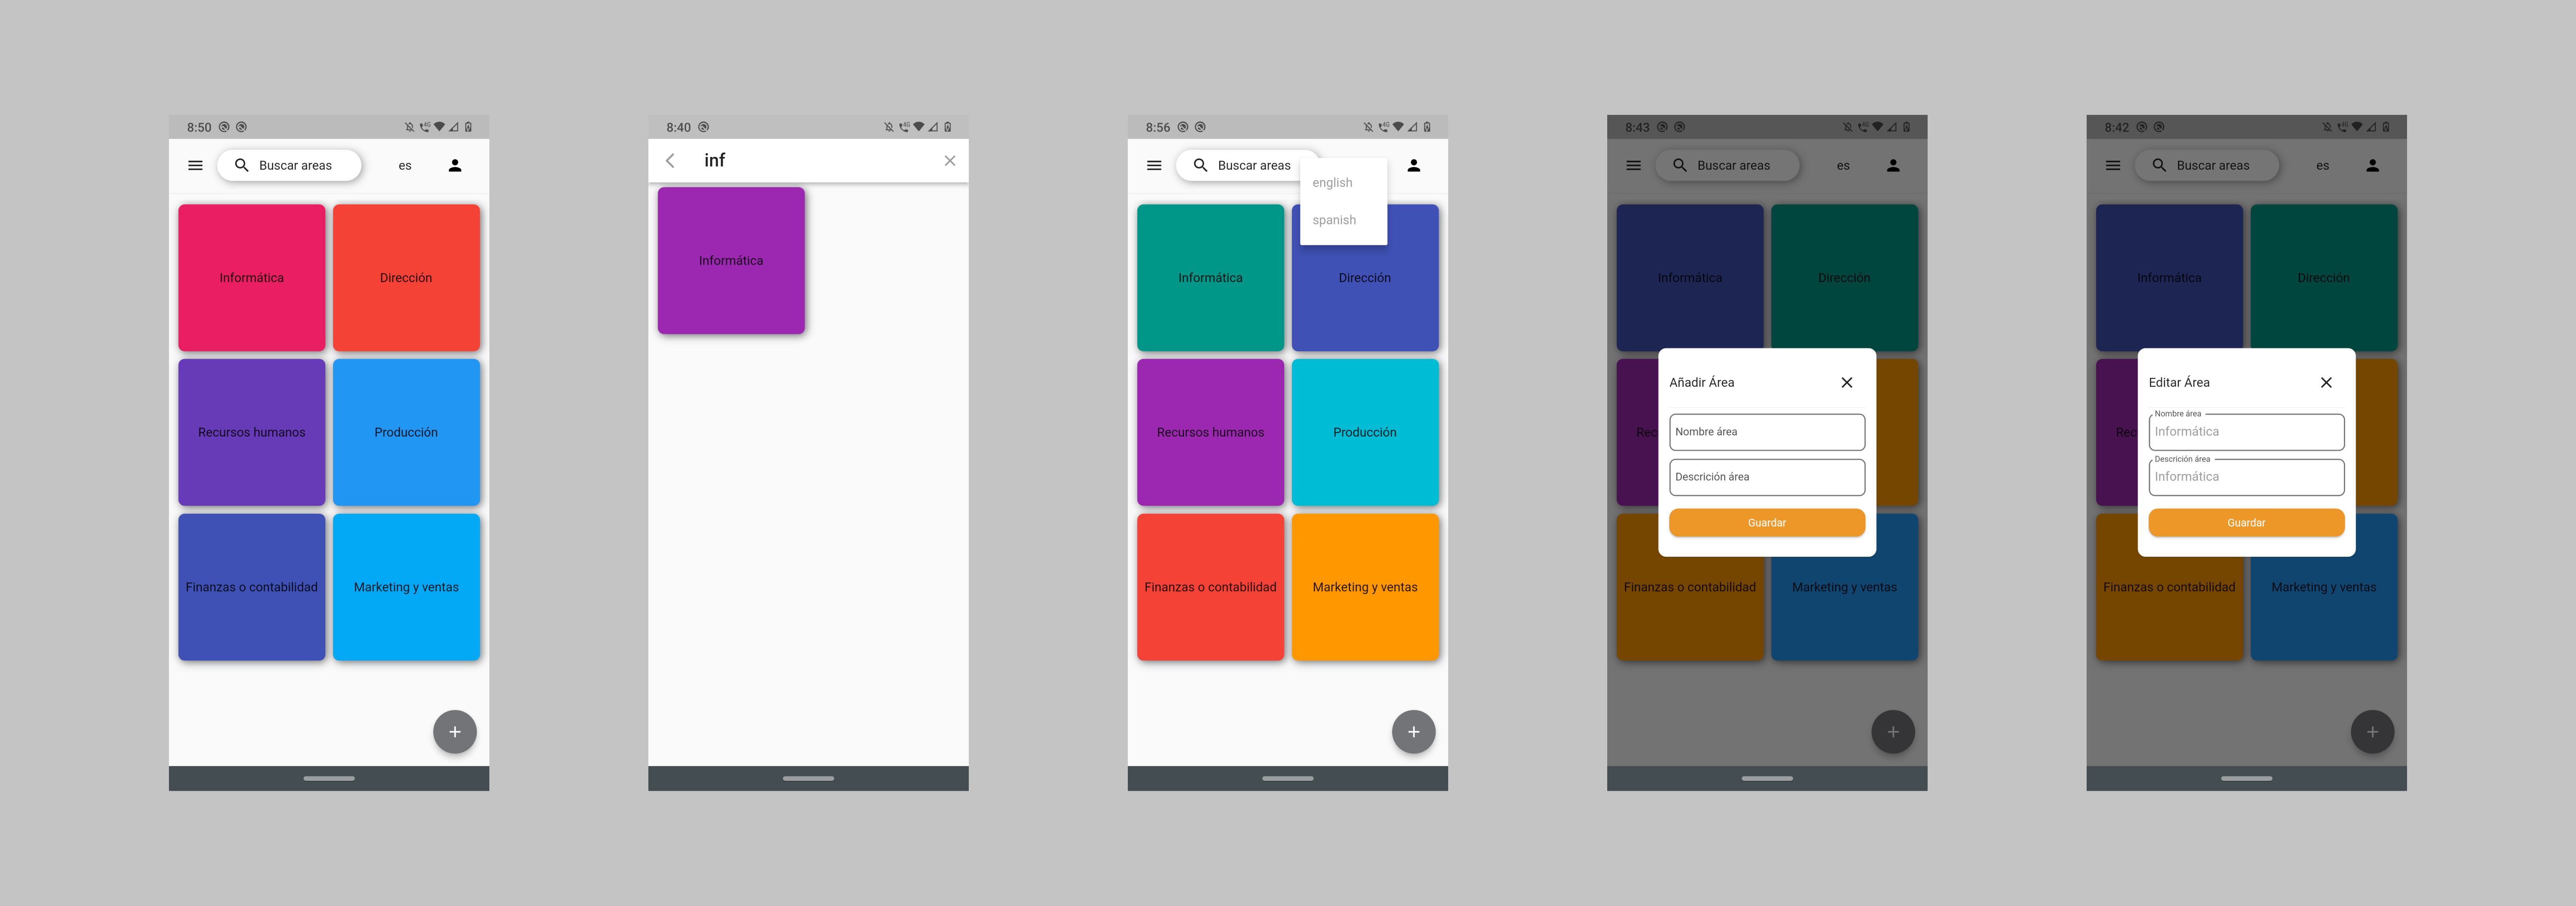 8:50
Buscar areas
es
Informática
Dirección
Recursos humanos
Producción
Finanzas o contabilidad
Marketing y ventas
+
8:40
inf
Informática
8:56
Buscar areas
english
spanish
Informática
Dirección
Recursos humanos
Producción
Finanzas o contabilidad
Marketing y ventas
+
8:43
Buscar areas
es
Informática
Dirección
Rec
Añadir Área
Nombre área
Descrición área
Guardar
Finanzas o contabilidad
Marketing y ventas
+
8:42
Buscar areas
es
Informática
Dirección
Rec
Editar Área
Nombre área
Informática
Descrición área
Informática
Guardar
Finanzas o contabilidad
Marketing y ventas
+